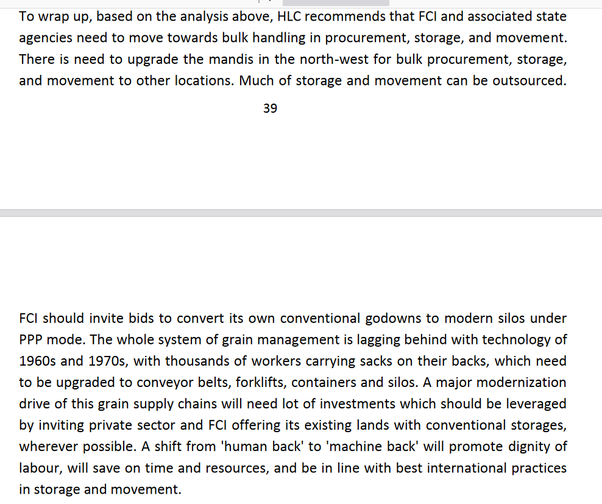 To wrap up, based on the analysis above, HLC recommends that FCI and associated state
agencies need to move towards bulk handling in procurement, storage, and movement.
There is need to upgrade the mandis in the north-west for bulk procurement, storage,
and movement to other locations. Much of storage and movement can be outsourced.
39
FCI should invite bids to convert its own conventional godowns to modern silos under
PPP mode. The whole system of grain management is lagging behind with technology of
1960s and 1970s, with thousands of workers carrying sacks on their backs, which need
to be upgraded to conveyor belts, forklifts, containers and silos. A major modernization
drive of this grain supply chains will need lot of investments which should be leveraged
by inviting private sector and FCI offering its existing lands with conventional storages,
wherever possible. A shift from 'human back' to 'machine back' will promote dignity of
labour, will save on time and resources, and be in line with best international practices
in storage and movement.